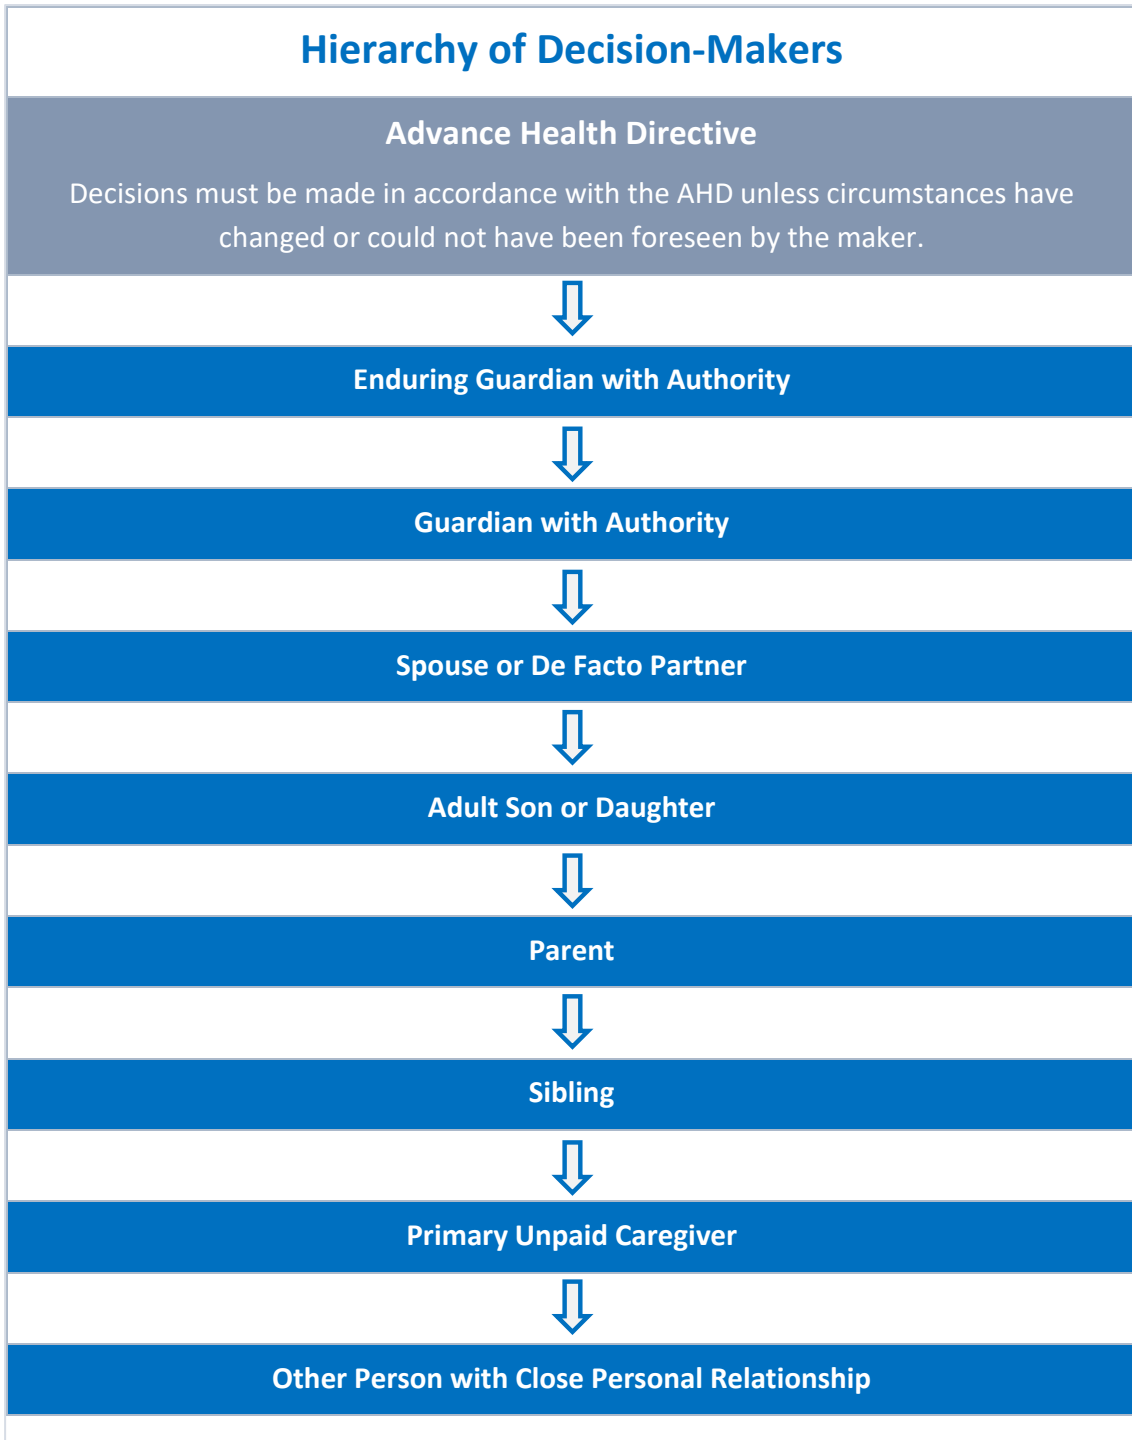 Hierarchy of Decision-Makers
Advance Health Directive
Decisions must be made in accordance with the AHD unless circumstances have
changed or could not have been foreseen by the maker.
Enduring Guardian with Authority
Guardian with Authority
Spouse or De Facto Partner
Adult Son or Daughter
Parent
Sibling
Primary Unpaid Caregiver
Other Person with Close Personal Relationship